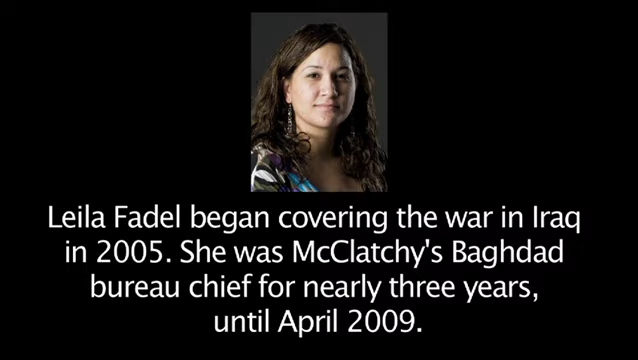 Leila Fadel began covering the war in Iraq
in 2005. She was McClatchy's Baghdad
bureau chief for nearly three years,
until April 2009.